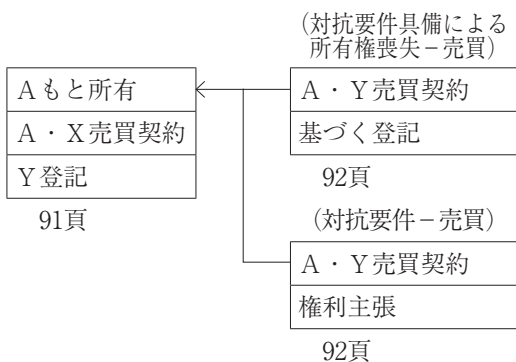 Aもと所有
A・X売買契約
Y登記
91頁
(対抗要件具備による
所有権喪失－売買)
A・Y売買契約
基づく登記
92頁
(対抗要件－売買)
A・Y売買契約
権利主張
92頁